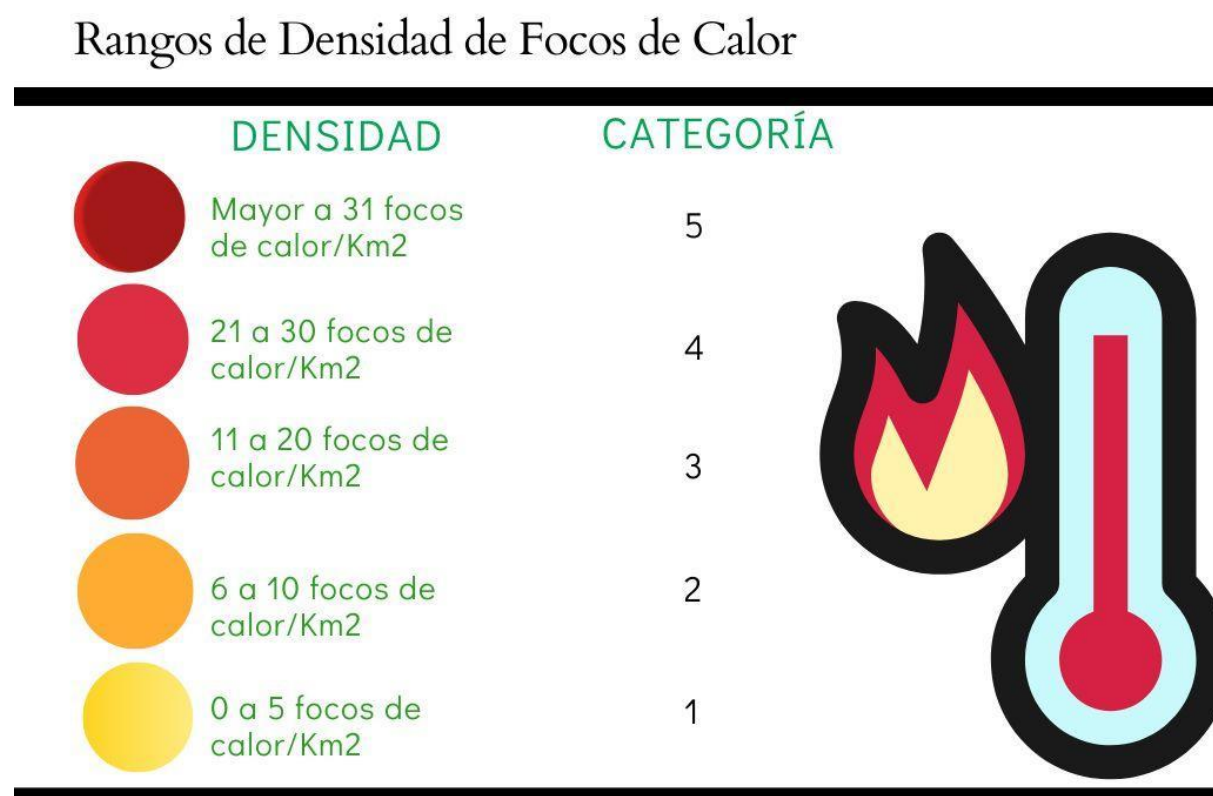 Rangos de Densidad de Focos de Calor
DENSIDAD CATEGORÍA
Mayor a 31 focos
de calor/Km2
5
21 a 30 focos de
calor/Km2
4
11 a 20 focos de
calor/Km2
3
6 a 10 focos de
calor/Km2
2
0 a 5 focos de
calor/Km2
1